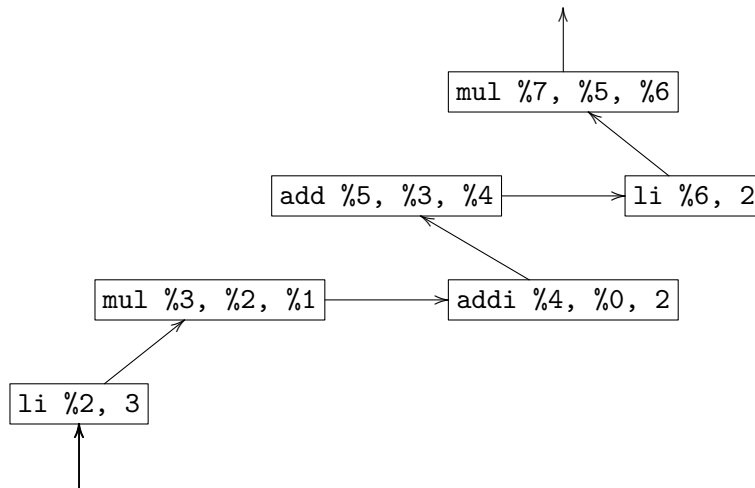 mul %7, %5, %6
add %5, %3, %4
li %6, 2
mul %3, %2, %1
addi %4, %0, 2
li %2, 3